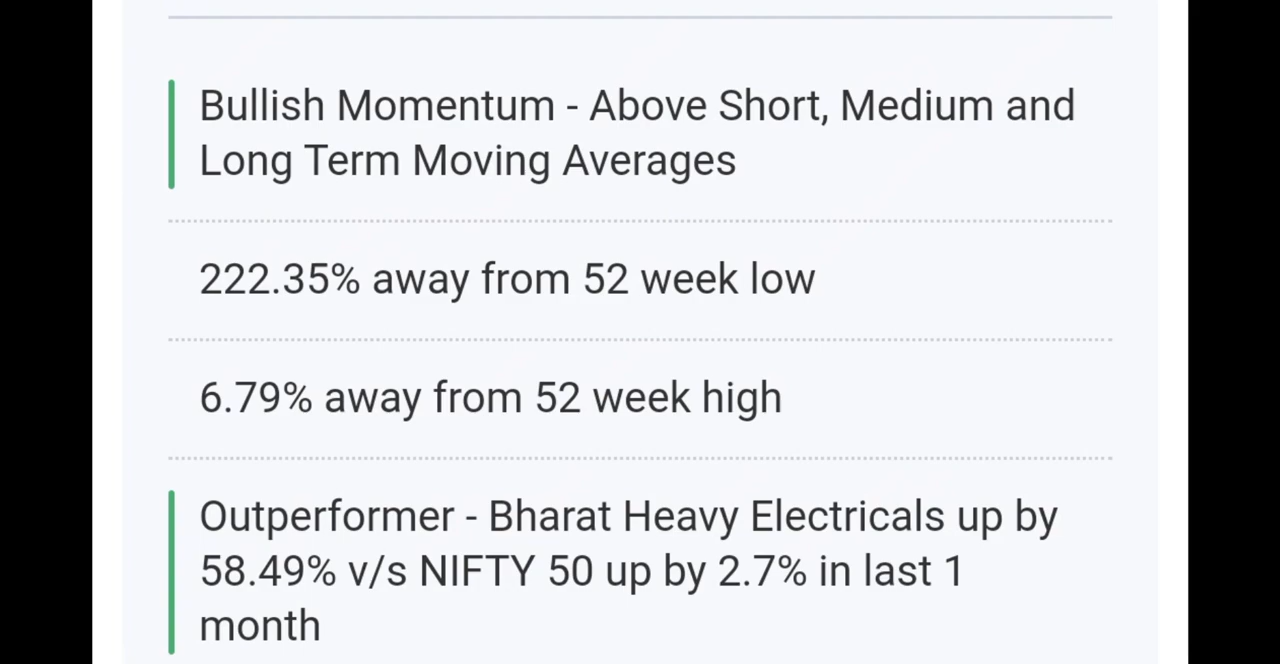 Bullish Momentum - Above Short, Medium and
Long Term Moving Averages
222.35% away from 52 week low
6.79% away from 52 week high
Outperformer - Bharat Heavy Electricals up by
58.49% v/s NIFTY 50 up by 2.7% in last 1
month